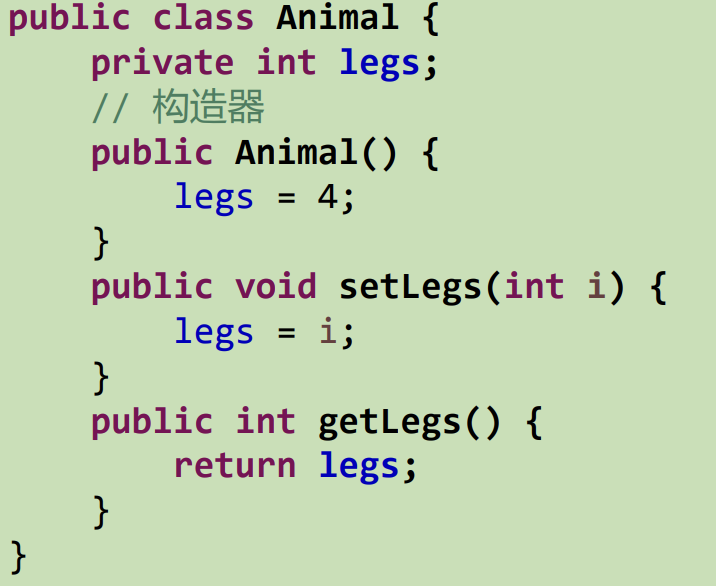 public class Animal {
    private int legs;
    // 构造器
    public Animal() {
        legs = 4;
    }
    public void setLegs(int i) {
        legs = i;
    }
    public int getLegs() {
        return legs;
    }
}